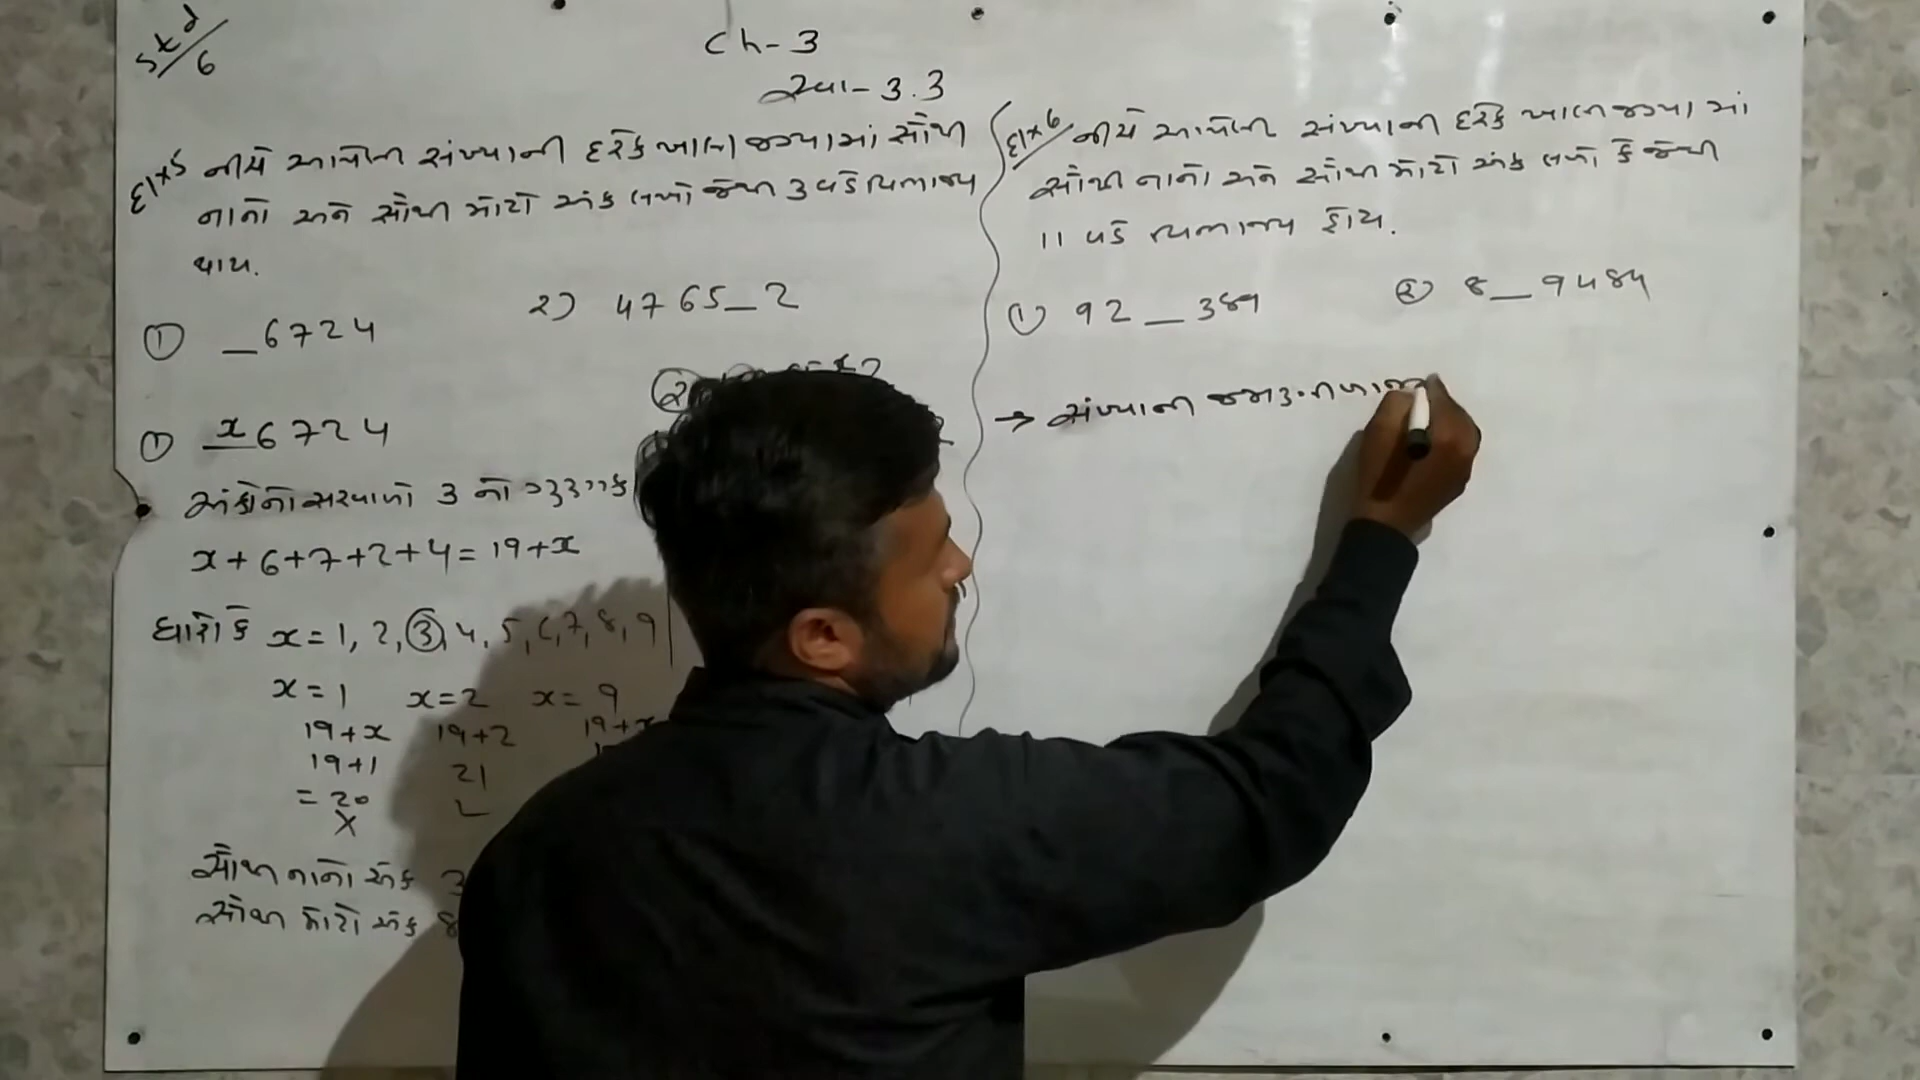 Std/6
Ch-3
સ્વા-3.3
દા×5 નીચે આપેલ સંખ્યાની દરેક ખાલી જગ્યામાં સૌથી
નાનો અને સૌથી મોટો અંક લખો જેથી 3 વડે વિભાજ્ય
થાય.
① _6724
2) 4765_2
① x6724
અંકોનો સરવાળો 3 નો
x+6+7+2+4=19+x
ધારો કે x=1, 2, 3, 4, 5, 6, 7, 8, 9
x=1 x=2 x=9
19+x 19+2 19+x
19+1 21
=20
X
સૌથી નાનો અંક
સૌથી મોટો અંક 8
દા×6 નીચે આપેલ સંખ્યાની દરેક ખાલી જગ્યામાં
સૌથી નાનો અને સૌથી મોટો અંક લખો કે જેથી
11 વડે વિભાજ્ય હોય.
① 92_389
② 8_9484
→ સંખ્યાની